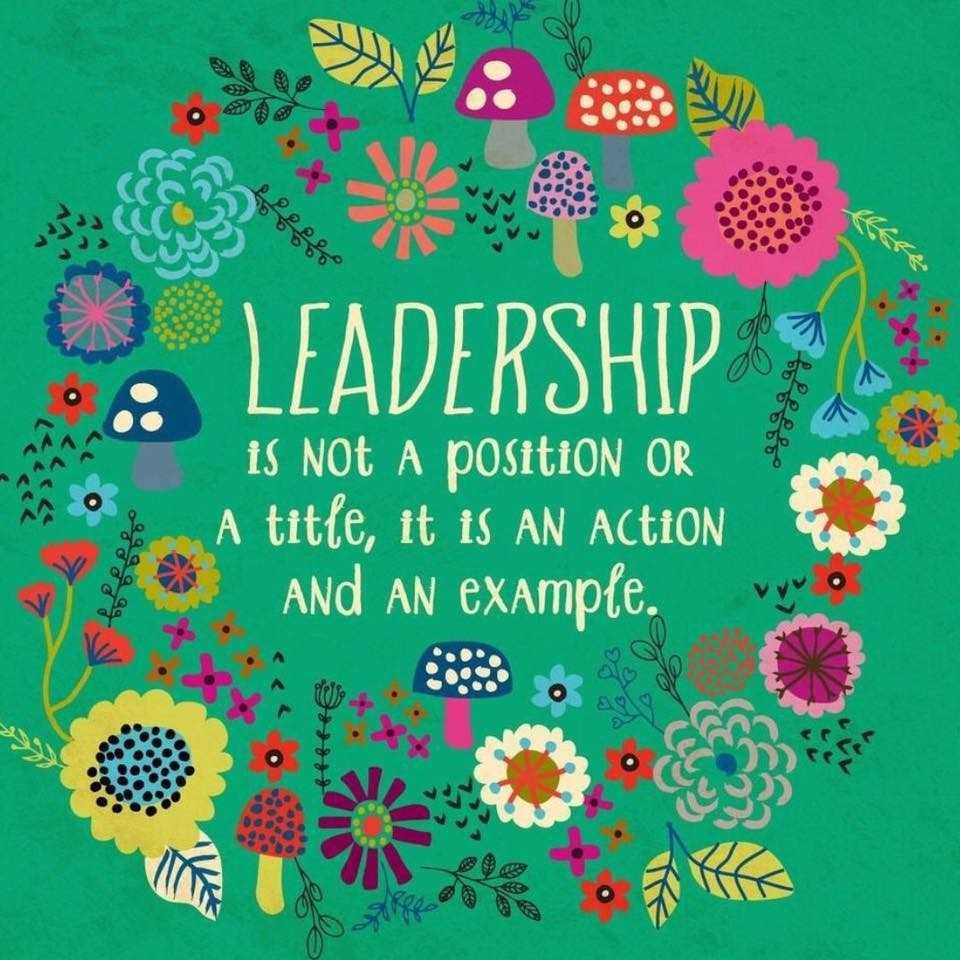 LEADERSHIP
is NOT A position OR
A title, it is AN ACtiON
ANd AN example.